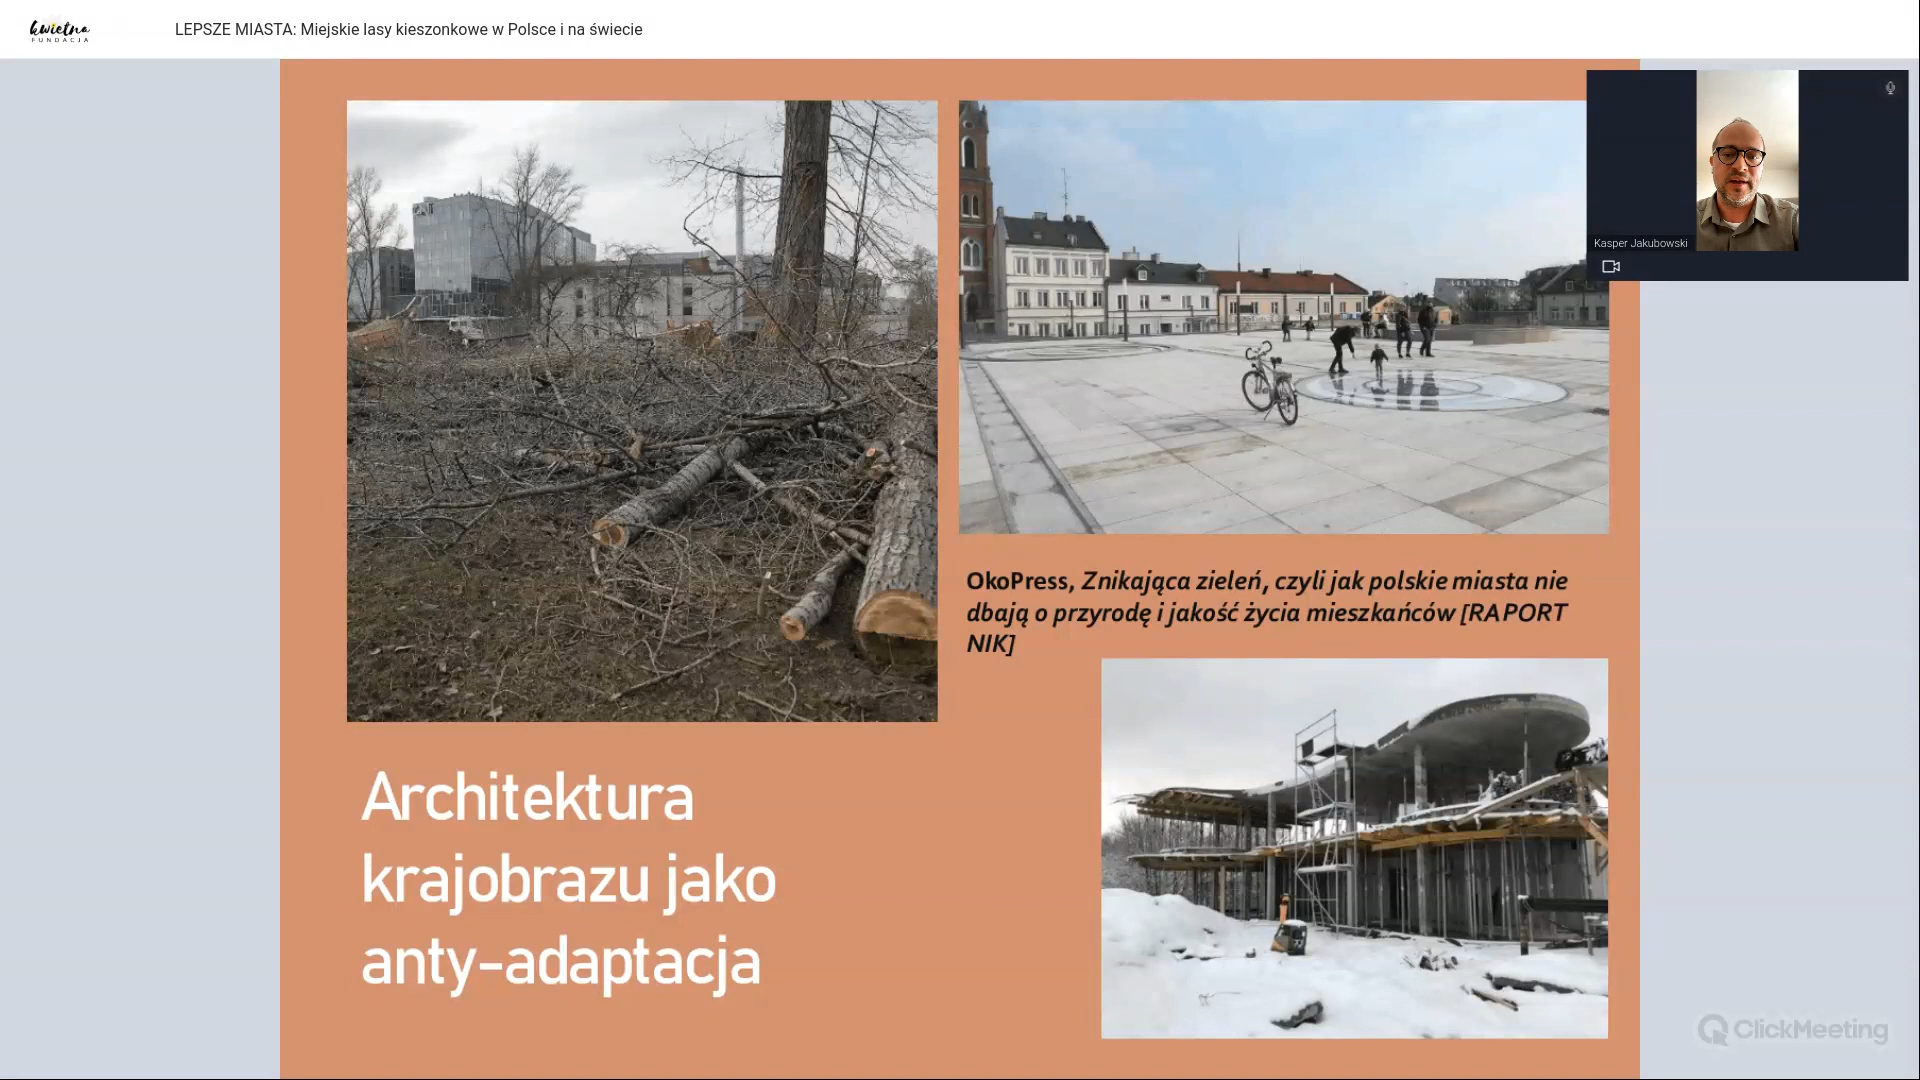 kwietna
FUNDACJA
LEPSZE MIASTA: Miejskie lasy kieszonkowe w Polsce i na świecie
Kasper Jakubowski
OkoPress, Znikająca zieleń, czyli jak polskie miasta nie
dbają o przyrodę i jakość życia mieszkańców [RAPORT
NIK]
Architektura
krajobrazu jako
anty-adaptacja
ClickMeeting